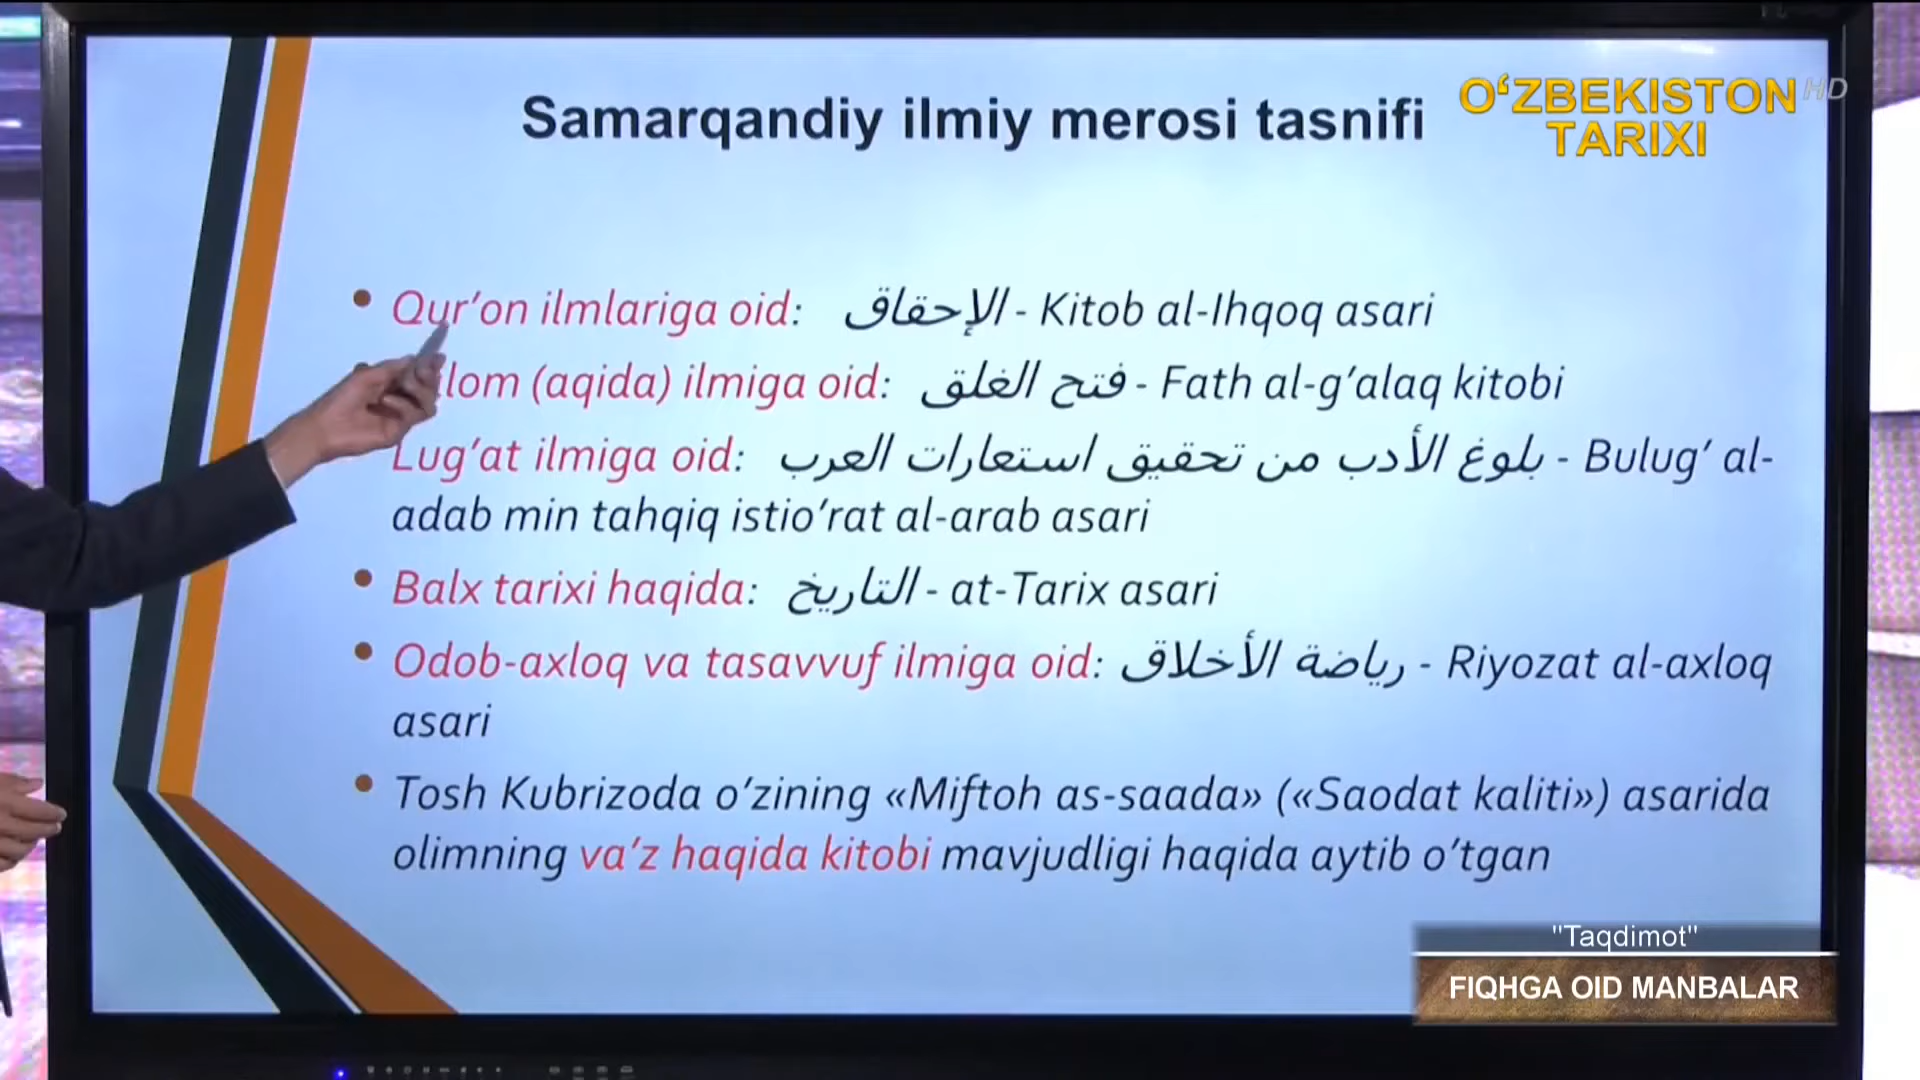 Samarqandiy ilmiy merosi tasnifi
O‘ZBEKISTON HD
TARIXI
• Qur’on ilmlariga oid: الإحقاق - Kitob al-Ihqoq asari
lom (aqida) ilmiga oid: فتح الغلق - Fath al-g’alaq kitobi
Lug’at ilmiga oid: بلوغ الأدب من تحقيق استعارات العرب - Bulug’ al-
adab min tahqiq istio’rat al-arab asari
• Balx tarixi haqida: التاريخ - at-Tarix asari
• Odob-axloq va tasavvuf ilmiga oid: رياضة الأخلاق - Riyozat al-axloq
asari
• Tosh Kubrizoda o’zining «Miftoh as-saada» («Saodat kaliti») asarida
olimning va’z haqida kitobi mavjudligi haqida aytib o’tgan
"Taqdimot"
FIQHGA OID MANBALAR